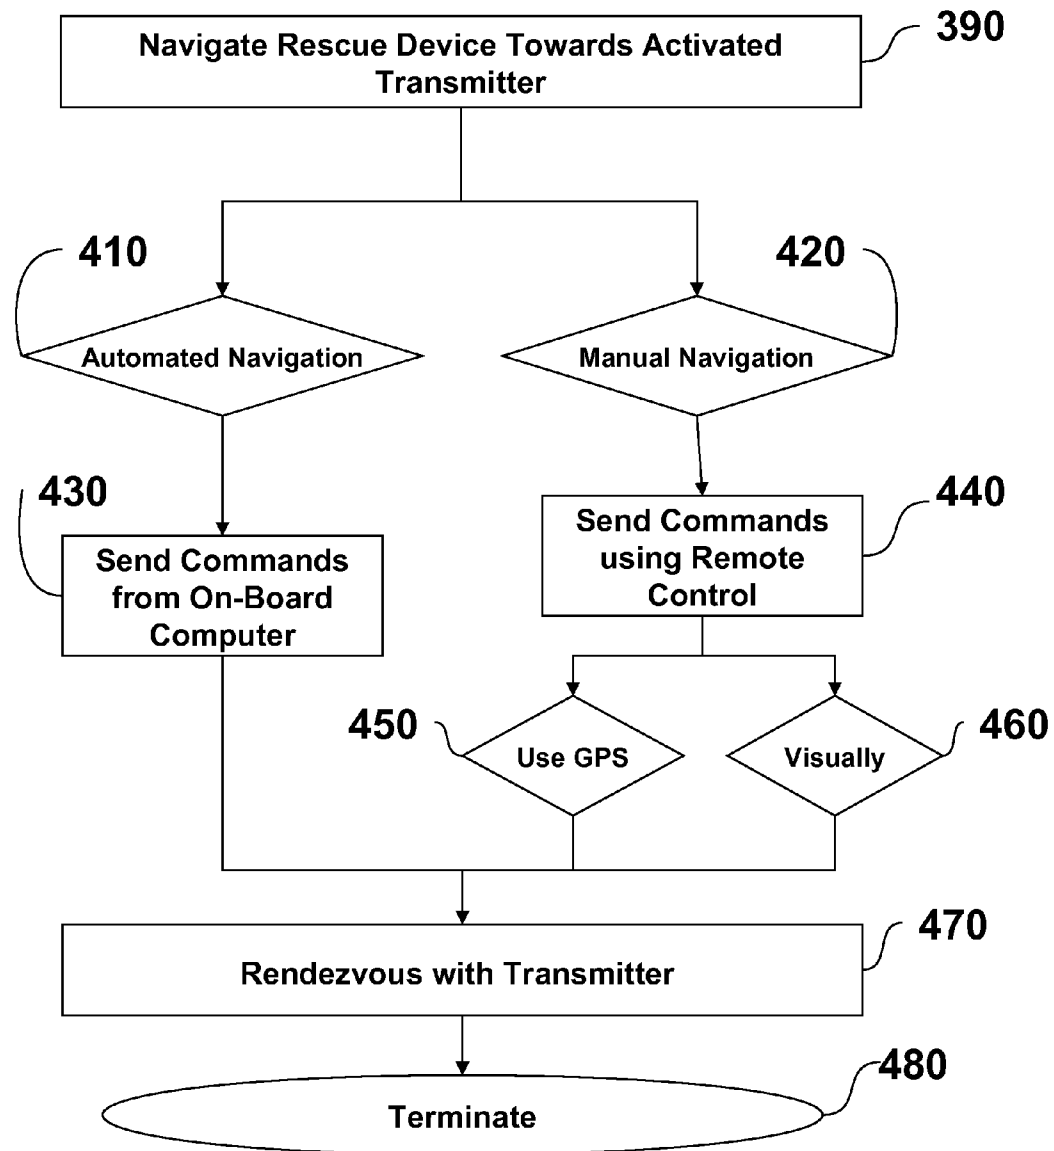 390
Navigate Rescue Device Towards Activated
Transmitter
410
420
Automated Navigation
Manual Navigation
430
440
Send Commands
from On-Board
Computer
Send Commands
using Remote
Control
450
460
Use GPS
Visually
470
Rendezvous with Transmitter
480
Terminate